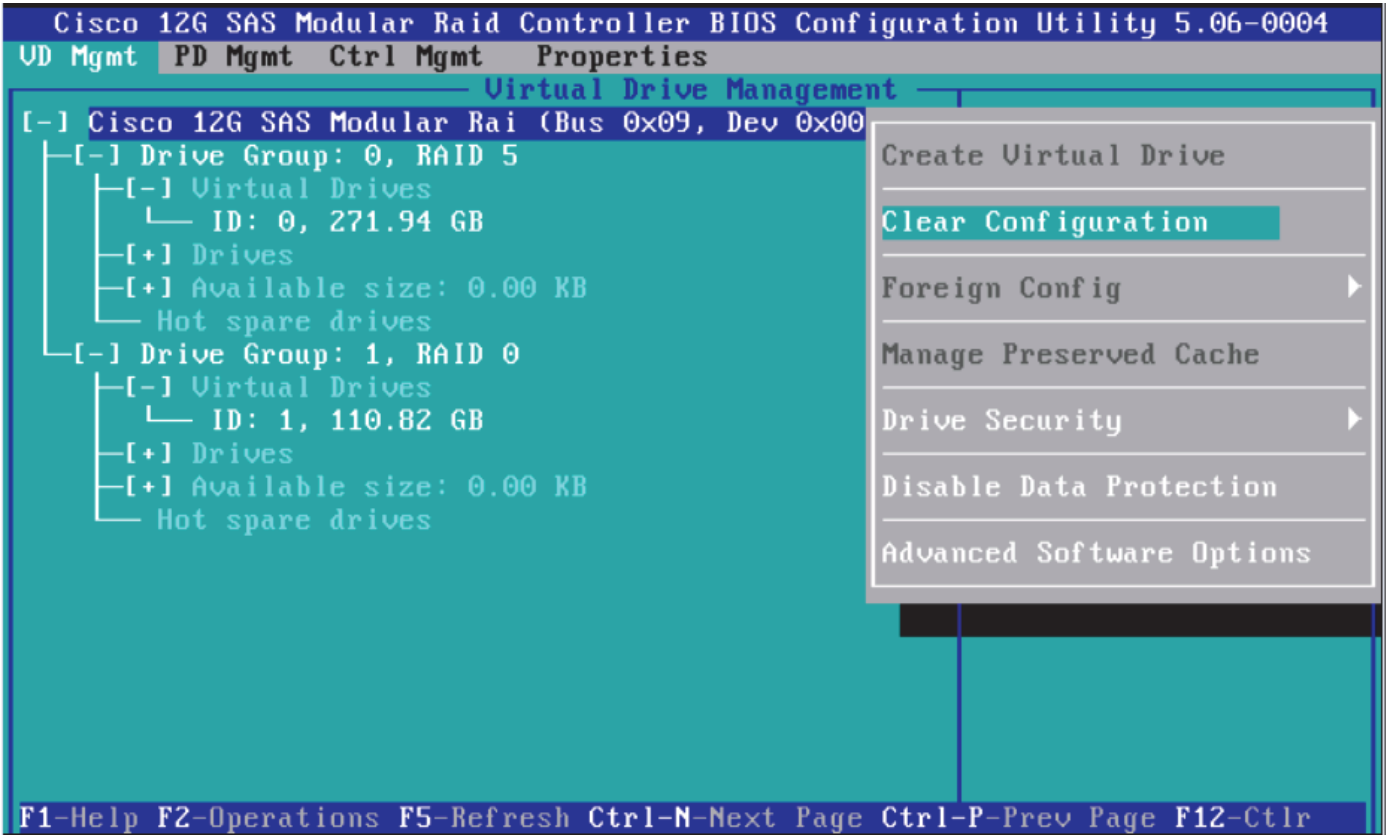 Cisco 12G SAS Modular Raid Controller BIOS Configuration Utility 5.06-0004
VD Mgmt PD Mgmt Ctrl Mgmt Properties
Virtual Drive Management
[-] Cisco 12G SAS Modular Rai (Bus 0x09, Dev 0x00
[-] Drive Group: 0, RAID 5
[-] Virtual Drives
ID: 0, 271.94 GB
[+] Drives
[+] Available size: 0.00 KB
Hot spare drives
[-] Drive Group: 1, RAID 0
[-] Virtual Drives
ID: 1, 110.82 GB
[+] Drives
[+] Available size: 0.00 KB
Hot spare drives
Create Virtual Drive
Clear Configuration
Foreign Config
Manage Preserved Cache
Drive Security
Disable Data Protection
Advanced Software Options
F1-Help F2-Operations F5-Refresh Ctrl-N-Next Page Ctrl-P-Prev Page F12-Ctlr